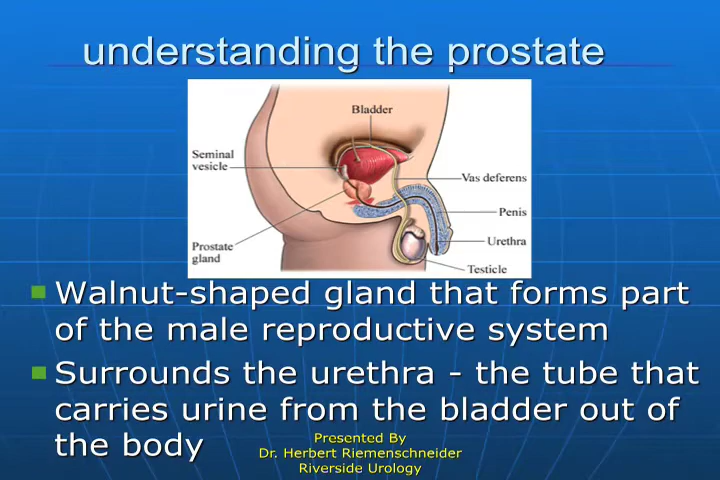 understanding the prostate
Bladder
Seminal
vesicle
Vas deferens
Penis
Urethra
Prostate
gland
Testicle
Walnut-shaped gland that forms part
of the male reproductive system
Surrounds the urethra - the tube that
carries urine from the bladder out of
the body
Presented By
Dr. Herbert Riemenschneider
Riverside Urology